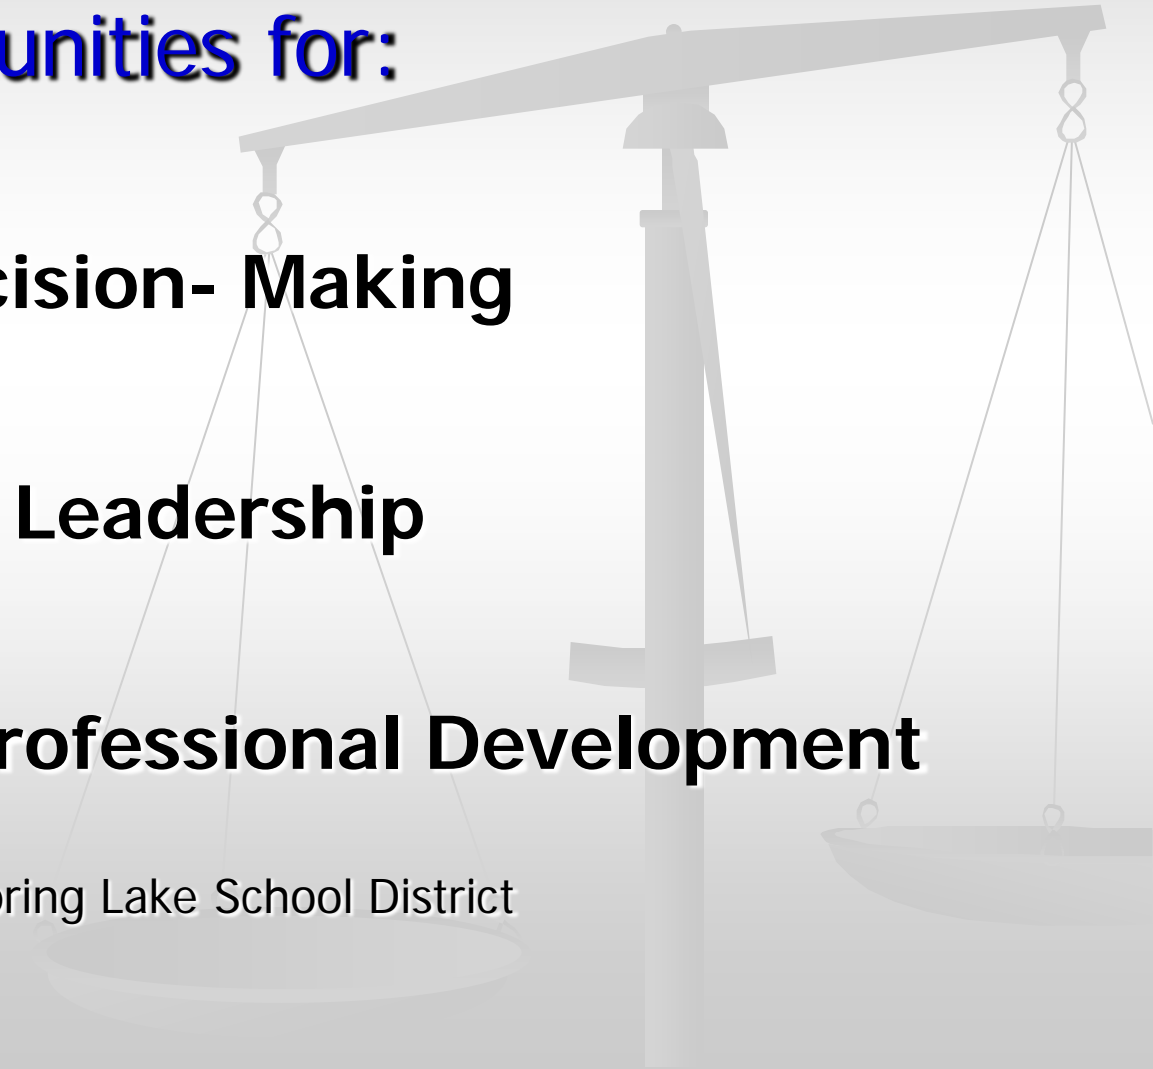 unities for:
cision- Making
Leadership
rofessional Development
pring Lake School District